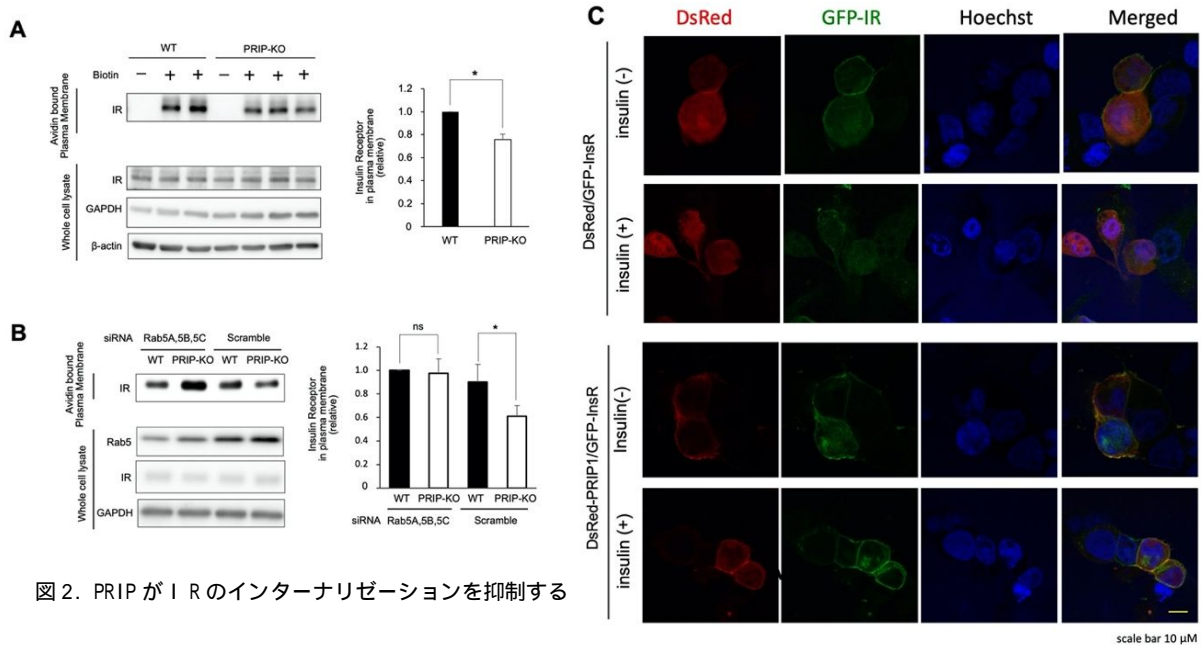 A
WT PRIP-KO
Biotin − + + − + + +
Avidin bound
Plasma Membrane
IR
Whole cell lysate
IR
GAPDH
β-actin
Insulin Receptor
in plasma membrane
(relative)
1.2
1.0
0.8
0.6
0.4
0.2
0
*
WT PRIP-KO
B
siRNA Rab5A,5B,5C Scramble
WT PRIP-KO WT PRIP-KO
Avidin bound
Plasma Membrane
IR
Whole cell lysate
Rab5
IR
GAPDH
Insulin Receptor
in plasma membrane
(relative)
1.2
1.0
0.8
0.6
0.4
0.2
0
ns *
WT PRIP-KO WT PRIP-KO
siRNA Rab5A,5B,5C Scramble
図 2. PRIP が I R のインターナリゼーションを抑制する
C
DsRed GFP-IR Hoechst Merged
DsRed/GFP-InsR
insulin (-)
insulin (+)
DsRed-PRIP1/GFP-InsR
Insulin(-)
insulin (+)
scale bar 10 µM